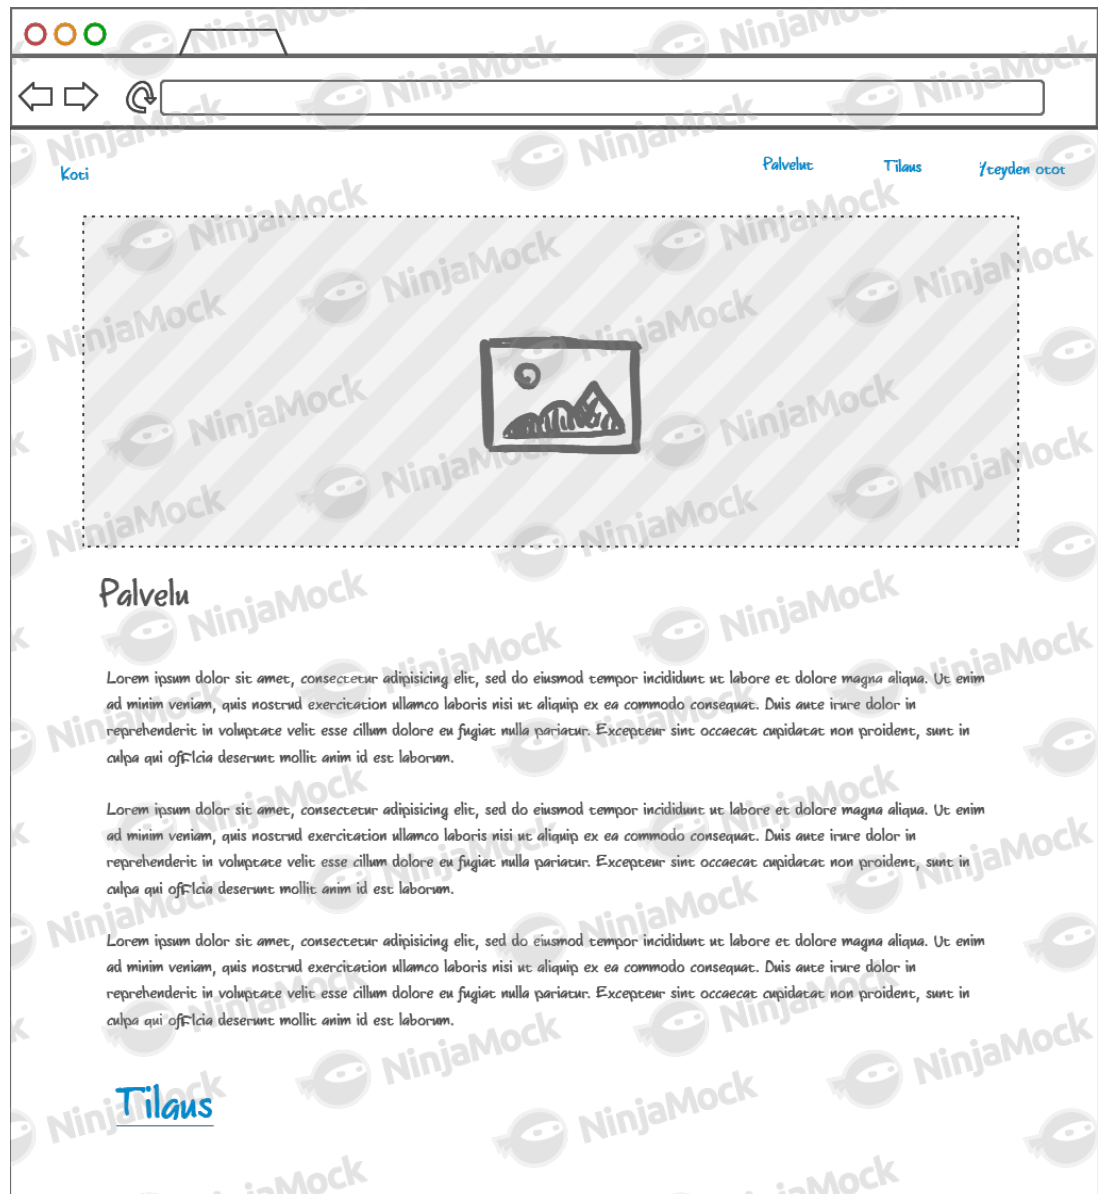 Koti
Palvelut
Tilaus
Yteyden otot
Palvelu
Lorem ipsum dolor sit amet, consectetur adipisicing elit, sed do eiusmod tempor incididunt ut labore et dolore magna aliqua. Ut enim
ad minim veniam, quis nostrud exercitation ullamco laboris nisi ut aliquip ex ea commodo consequat. Duis aute irure dolor in
reprehenderit in voluptate velit esse cillum dolore eu fugiat nulla pariatur. Excepteur sint occaecat cupidatat non proident, sunt in
culpa qui officia deserunt mollit anim id est laborum.
Lorem ipsum dolor sit amet, consectetur adipisicing elit, sed do eiusmod tempor incididunt ut labore et dolore magna aliqua. Ut enim
ad minim veniam, quis nostrud exercitation ullamco laboris nisi ut aliquip ex ea commodo consequat. Duis aute irure dolor in
reprehenderit in voluptate velit esse cillum dolore eu fugiat nulla pariatur. Excepteur sint occaecat cupidatat non proident, sunt in
culpa qui officia deserunt mollit anim id est laborum.
Lorem ipsum dolor sit amet, consectetur adipisicing elit, sed do eiusmod tempor incididunt ut labore et dolore magna aliqua. Ut enim
ad minim veniam, quis nostrud exercitation ullamco laboris nisi ut aliquip ex ea commodo consequat. Duis aute irure dolor in
reprehenderit in voluptate velit esse cillum dolore eu fugiat nulla pariatur. Excepteur sint occaecat cupidatat non proident, sunt in
culpa qui officia deserunt mollit anim id est laborum.
Tilaus
NinjaMock